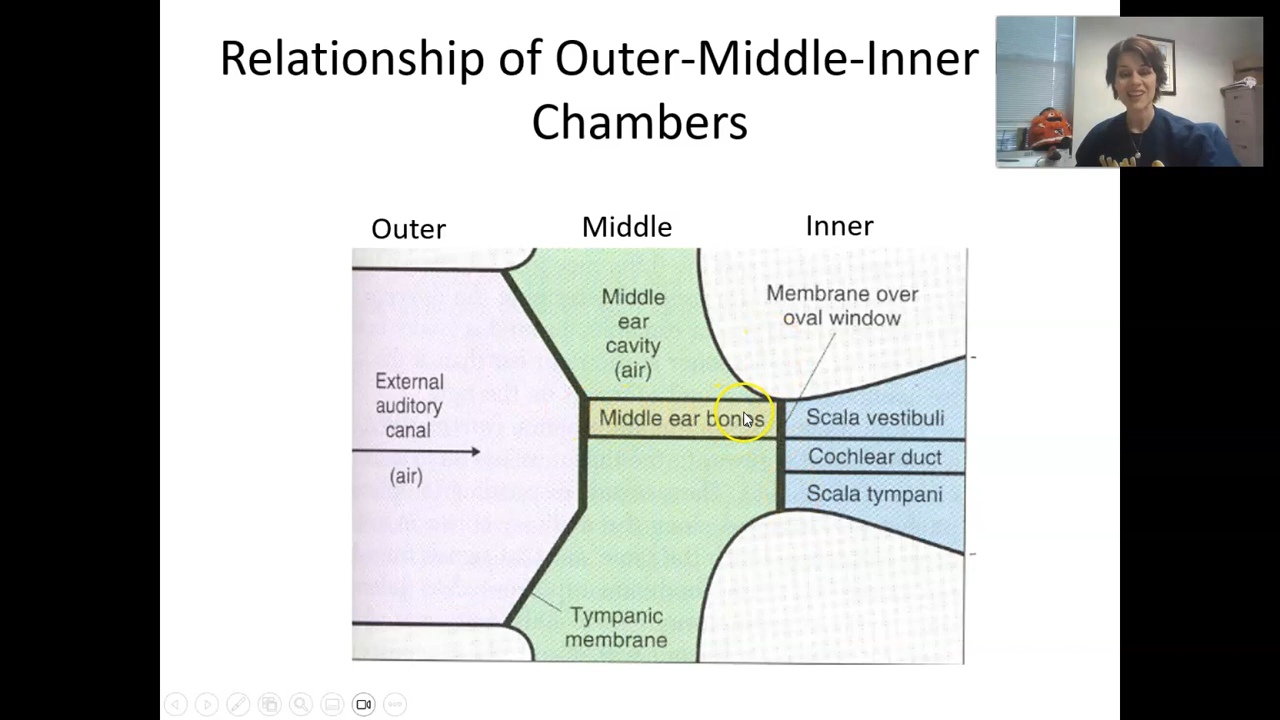 Relationship of Outer-Middle-Inner
Chambers
Outer
Middle
Inner
Middle
ear
cavity
(air)
Membrane over
oval window
External
auditory
canal
(air)
Middle ear bones
Scala vestibuli
Cochlear duct
Scala tympani
Tympanic
membrane